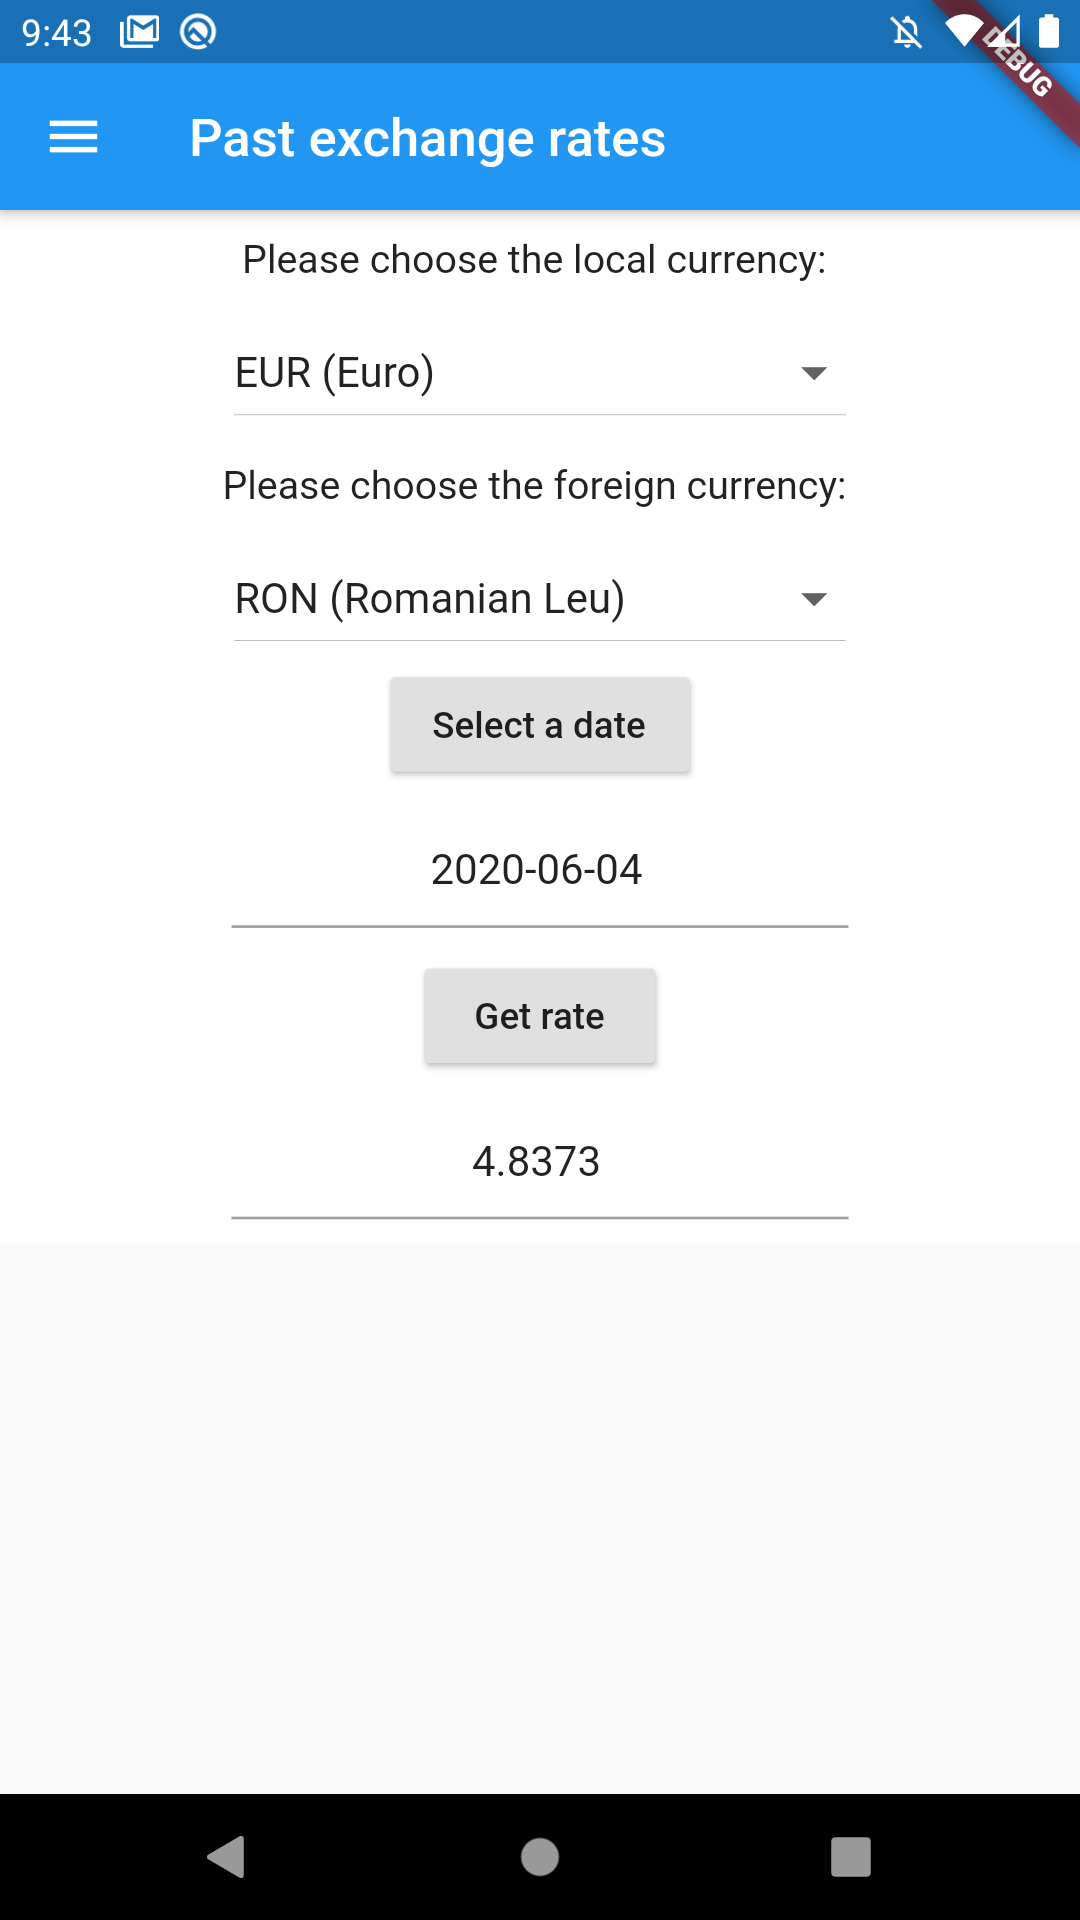 9:43
DEBUG
Past exchange rates
Please choose the local currency:
EUR (Euro)
Please choose the foreign currency:
RON (Romanian Leu)
Select a date
2020-06-04
Get rate
4.8373